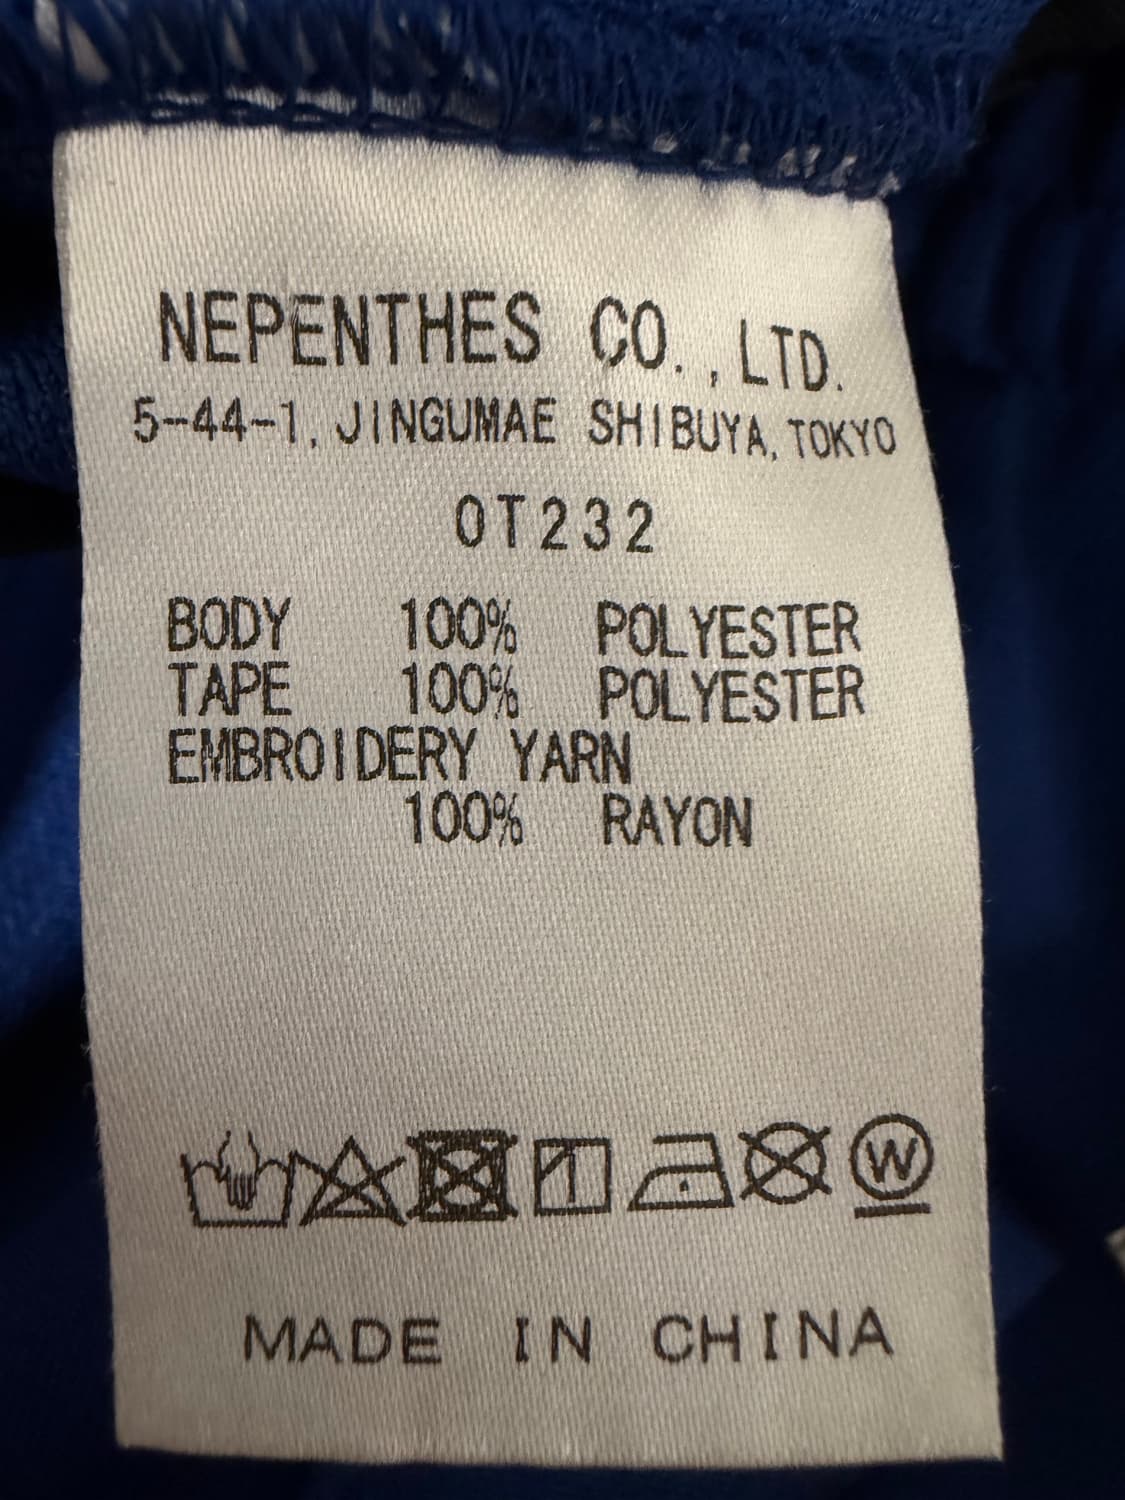 NEPENTHES CO.,LTD.
5-44-1, JINGUMAE SHIBUYA, TOKYO
OT232
BODY 100% POLYESTER
TAPE 100% POLYESTER
EMBROIDERY YARN
100% RAYON
W
MADE IN CHINA